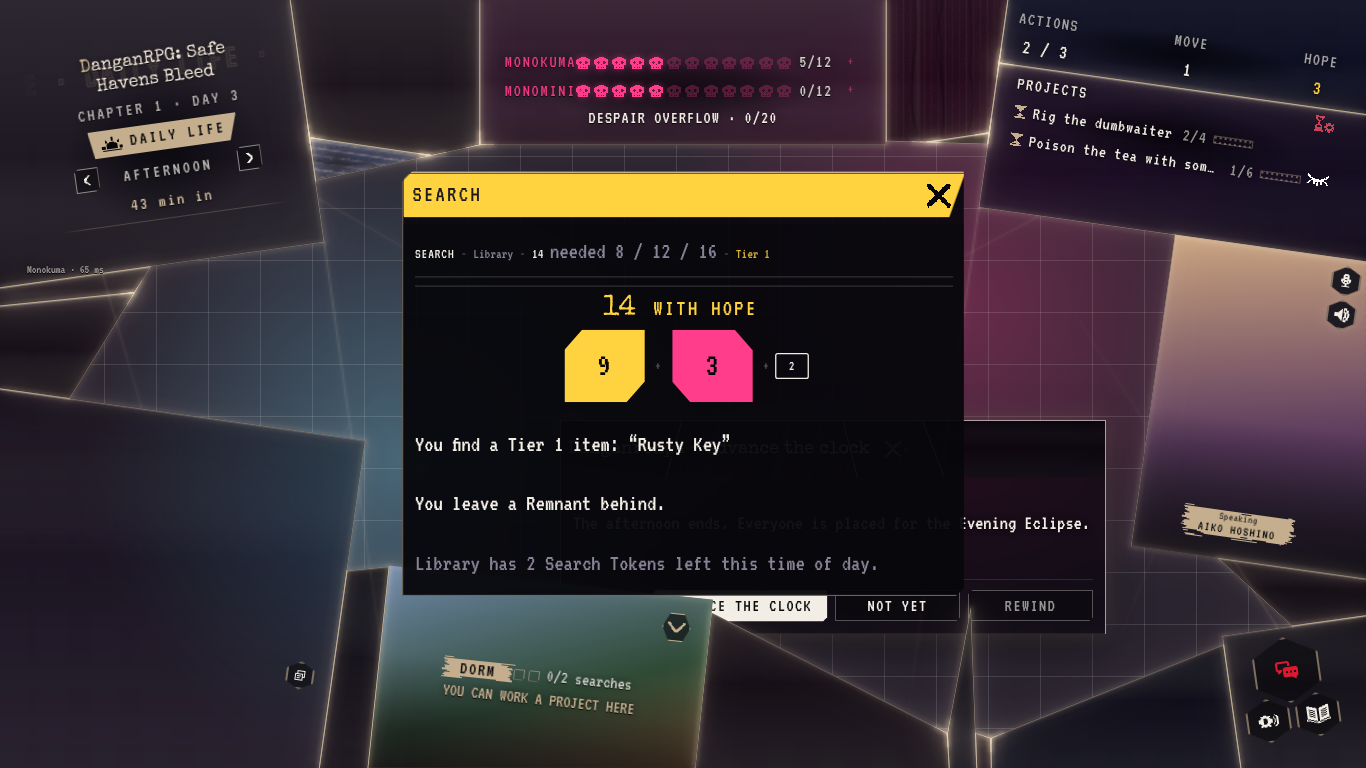 DanganRPG: Safe
Havens Bleed
CHAPTER 1 · DAY 3
DAILY LIFE
AFTERNOON
43 min in
Monokuma · 65 ms
MONOKUMA 5/12 +
MONOMINI 0/12 +
DESPAIR OVERFLOW · 0/20
ACTIONS MOVE HOPE
2 / 3 1 3
PROJECTS
Rig the dumbwaiter 2/4
Poison the tea with som… 1/6
SEARCH
SEARCH · Library · 14 needed 8 / 12 / 16 · Tier 1
14 WITH HOPE
9 + 3 + 2
You find a Tier 1 item: “Rusty Key”
You leave a Remnant behind.
Library has 2 Search Tokens left this time of day.
vance the clock
The afternoon ends. Everyone is placed for the Evening Eclipse.
CE THE CLOCK NOT YET REWIND
Speaking
AIKO HOSHINO
DORM 0/2 searches
YOU CAN WORK A PROJECT HERE